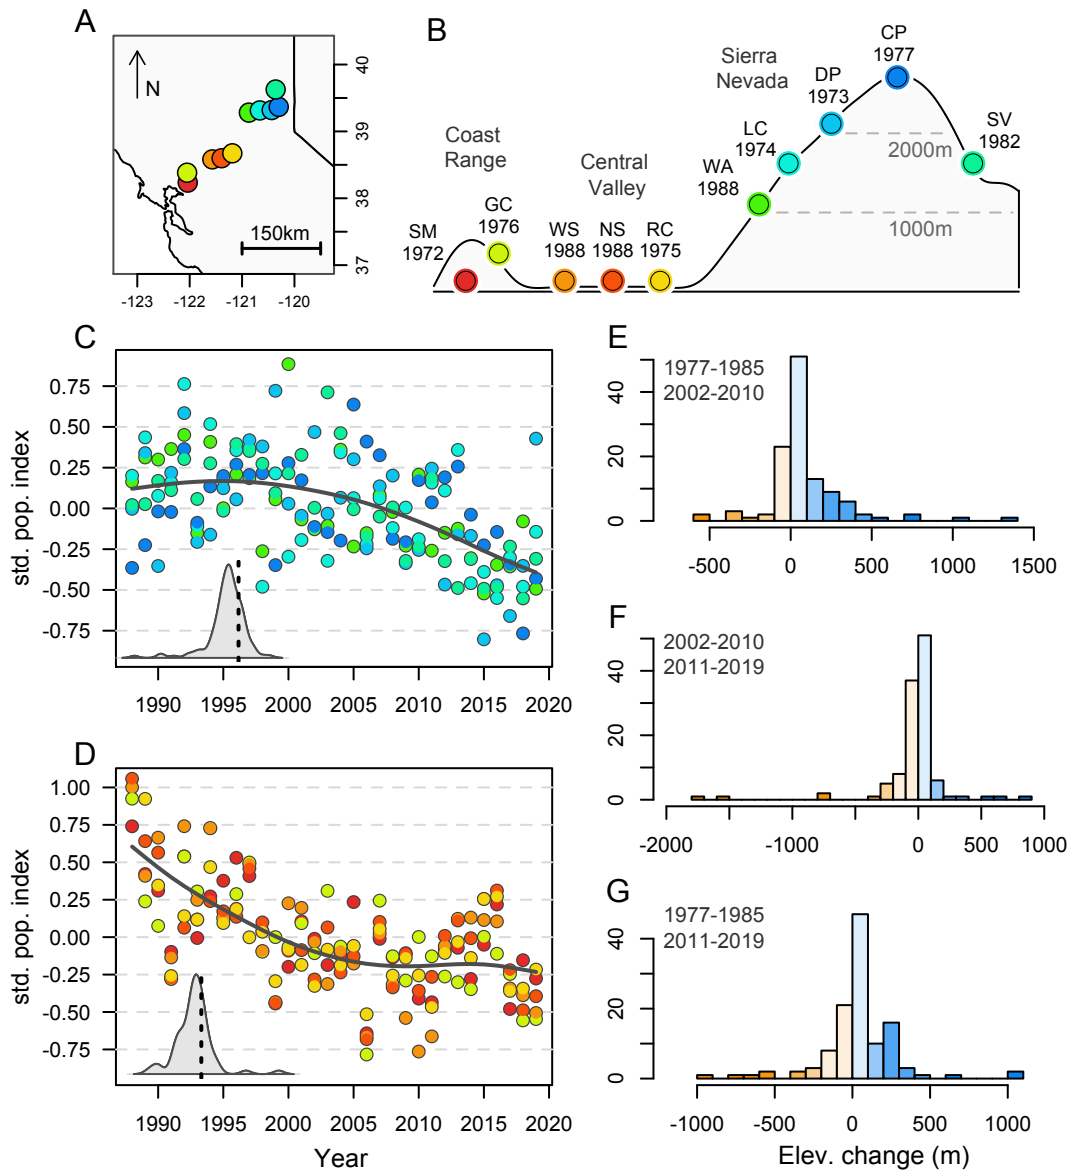 A
N
150km
40
39
38
37
-123
-122
-121
-120
B
Coast
Range
Central
Valley
Sierra
Nevada
SM
1972
GC
1976
WS
1988
NS
1988
RC
1975
WA
1988
LC
1974
DP
1973
CP
1977
SV
1982
2000m
1000m
C
std. pop. index
0.75
0.50
0.25
0.00
-0.25
-0.50
-0.75
1990
1995
2000
2005
2010
2015
2020
D
std. pop. index
1.00
0.75
0.50
0.25
0.00
-0.25
-0.50
-0.75
1990
1995
2000
2005
2010
2015
2020
Year
E
1977-1985
2002-2010
40
20
0
-500
0
500
1000
1500
F
2002-2010
2011-2019
40
20
0
-2000
-1000
0
1000
G
1977-1985
2011-2019
40
20
0
-1000
-500
0
500
1000
Elev. change (m)